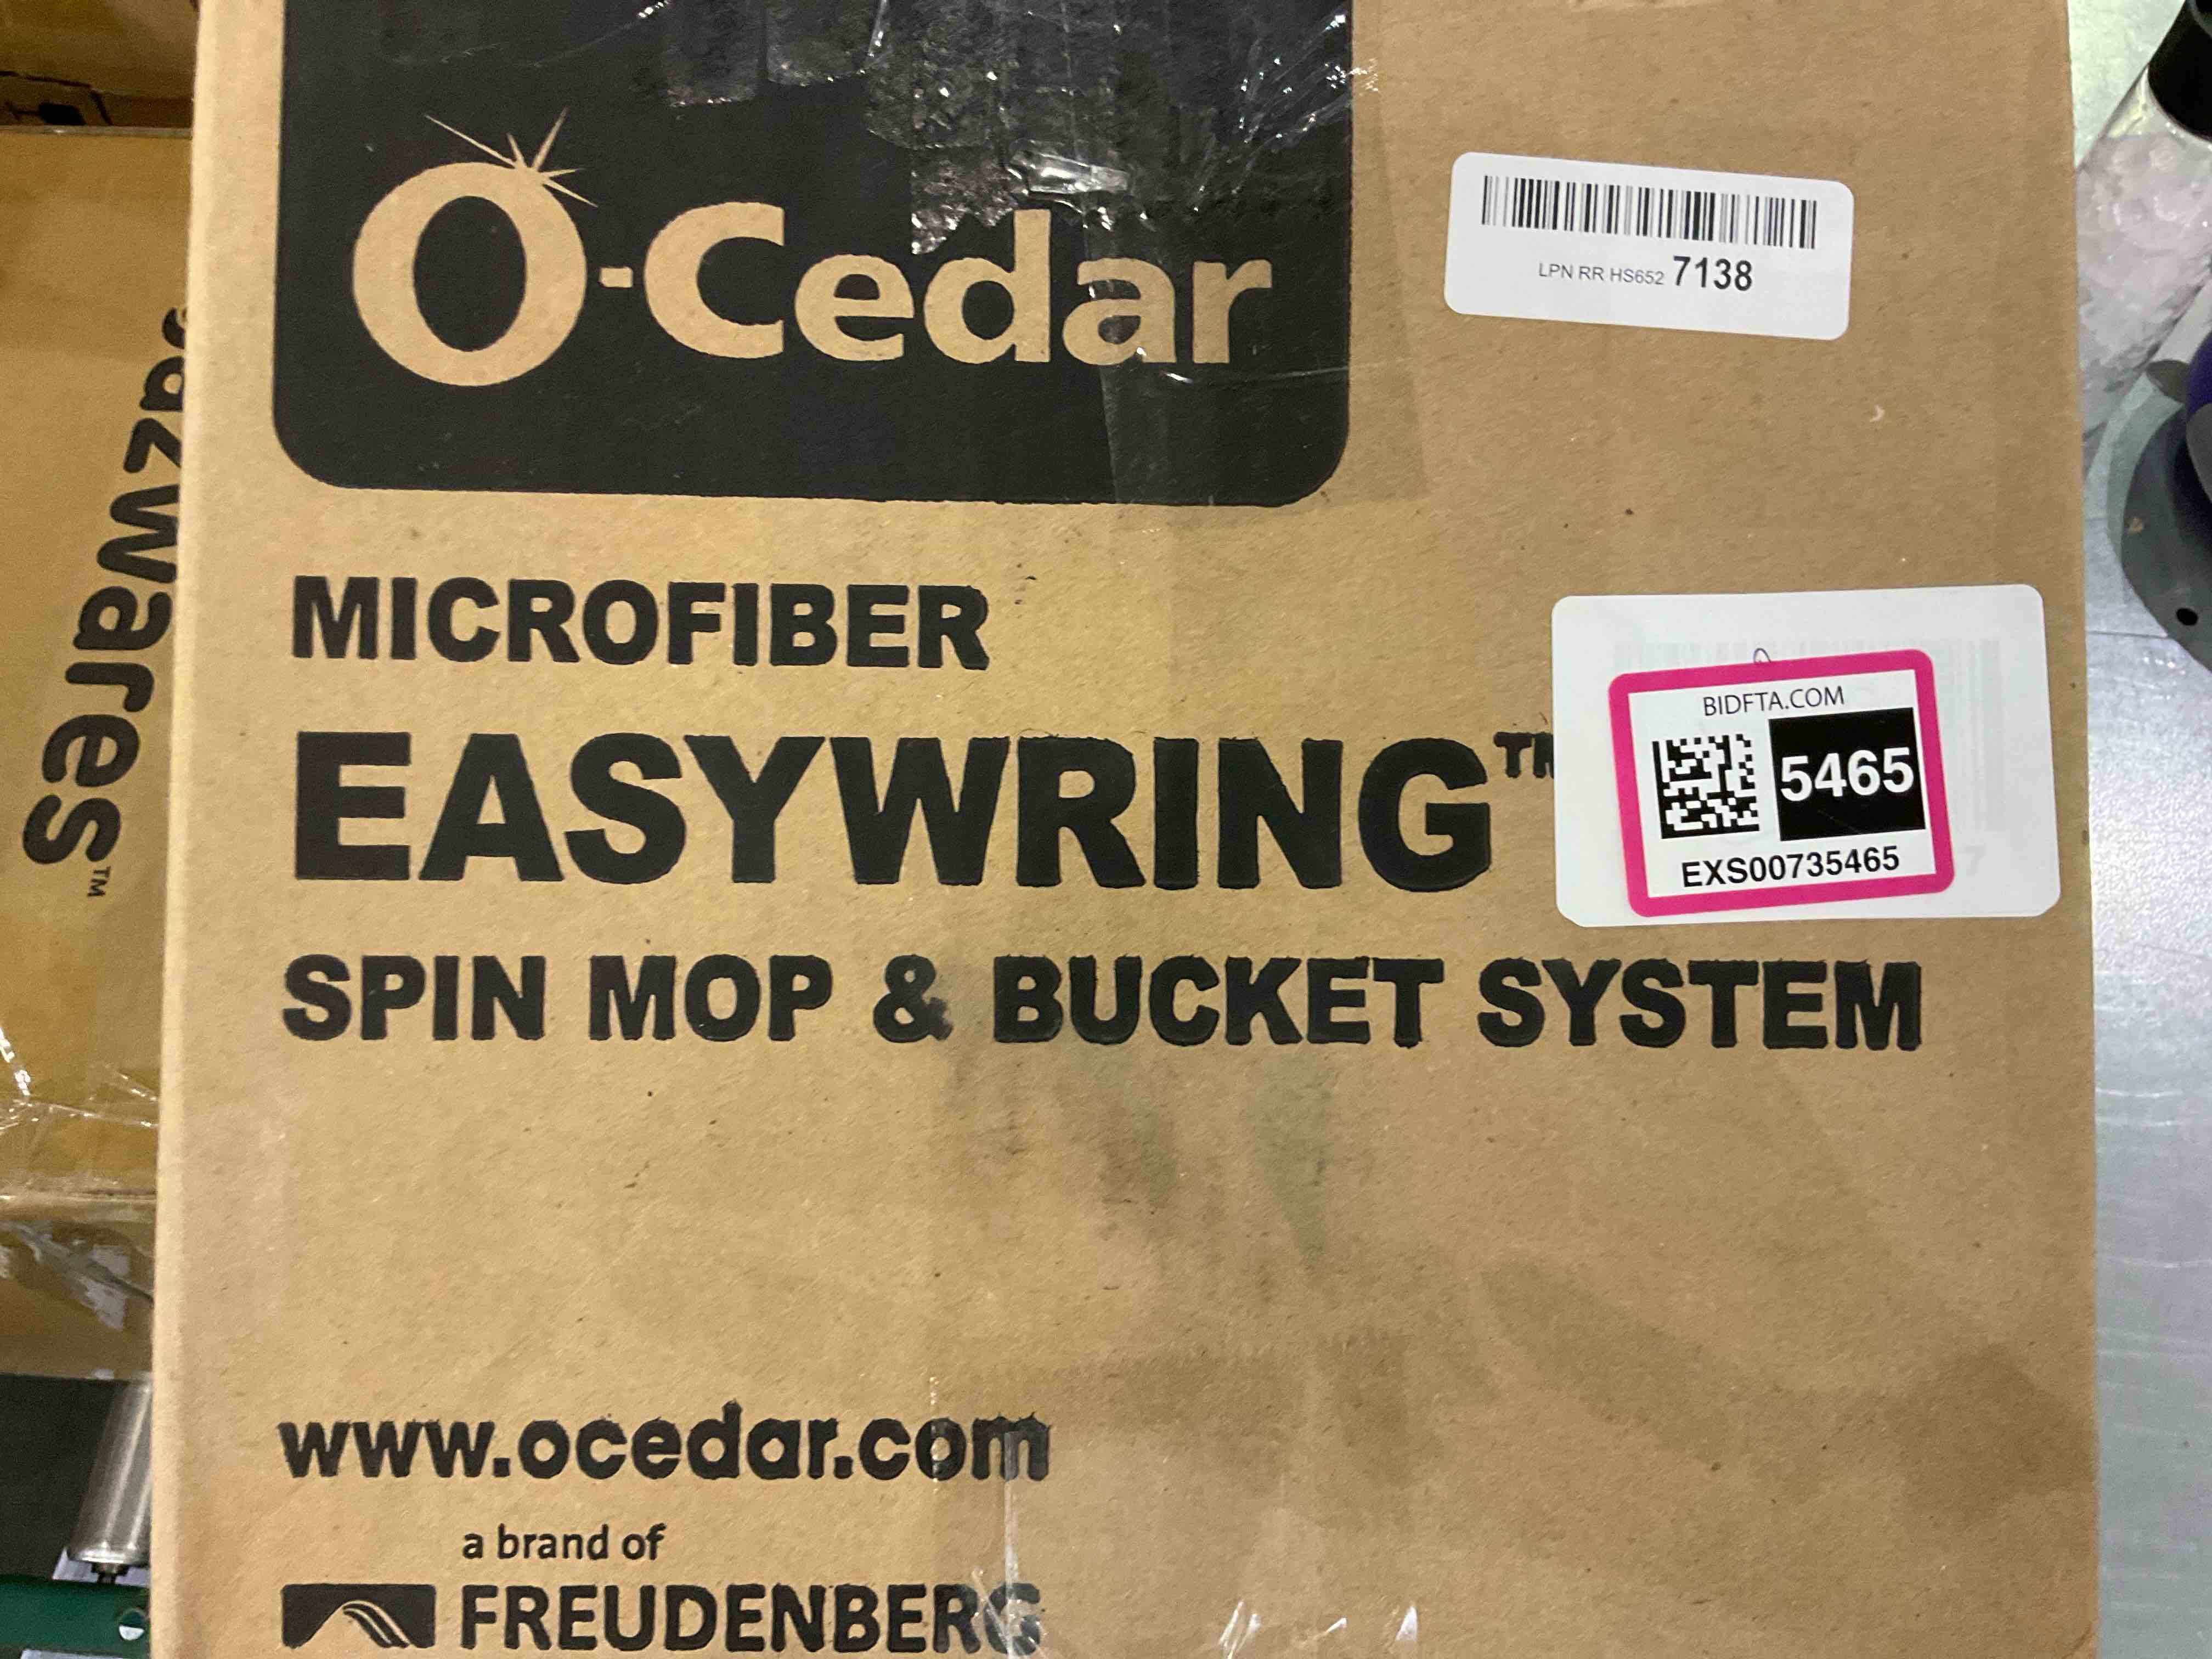 O-Cedar
LPN RR HS652 7138
MICROFIBER
EASYWRING™
BIDFTA.COM
5465
EXS00735465
SPIN MOP & BUCKET SYSTEM
www.ocedar.com
a brand of
FREUDENBERG
Jazwares™